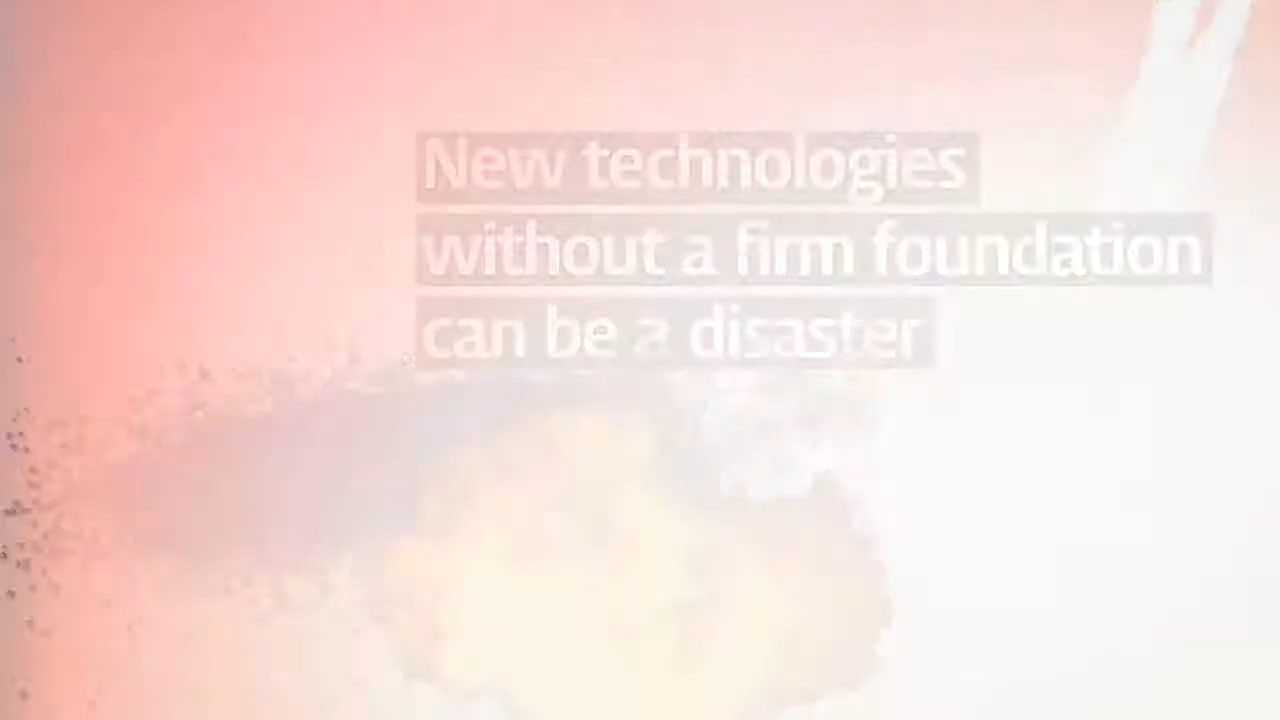 New technologies
without a firm foundation
can be a disaster